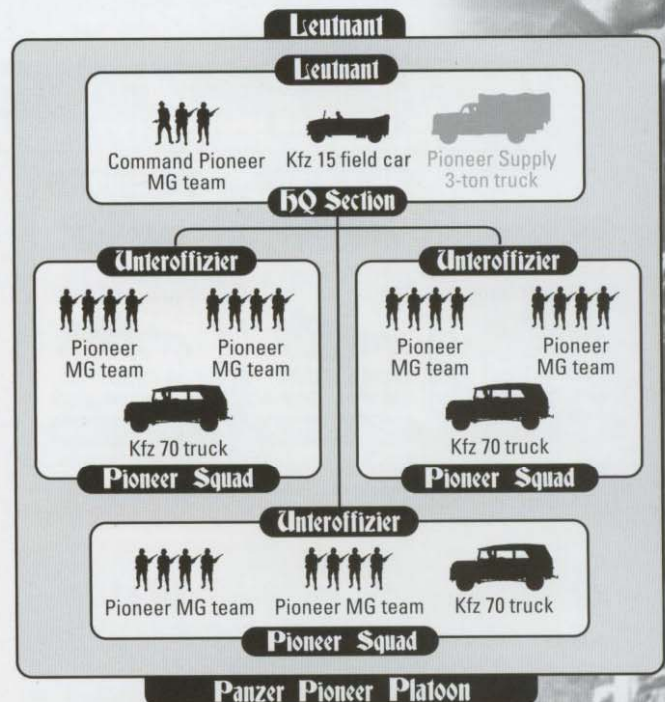 Leutnant
Leutnant
Command Pioneer
MG team
Kfz 15 field car
Pioneer Supply
3-ton truck
HQ Section
Unteroffizier
Pioneer
MG team
Pioneer
MG team
Kfz 70 truck
Pioneer Squad
Unteroffizier
Pioneer
MG team
Pioneer
MG team
Kfz 70 truck
Pioneer Squad
Unteroffizier
Pioneer MG team
Pioneer MG team
Kfz 70 truck
Pioneer Squad
Panzer Pioneer Platoon